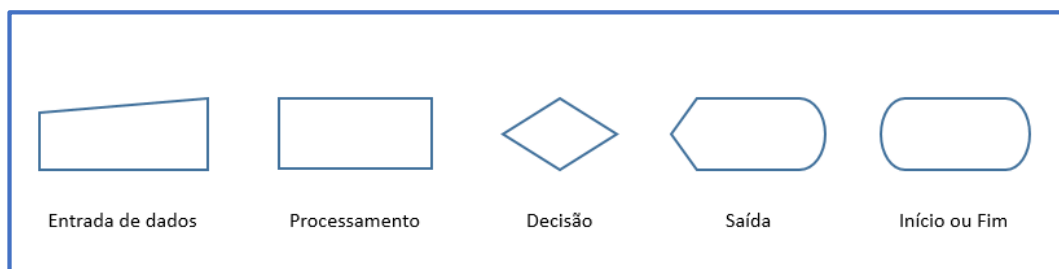 Entrada de dados
Processamento
Decisão
Saída
Início ou Fim